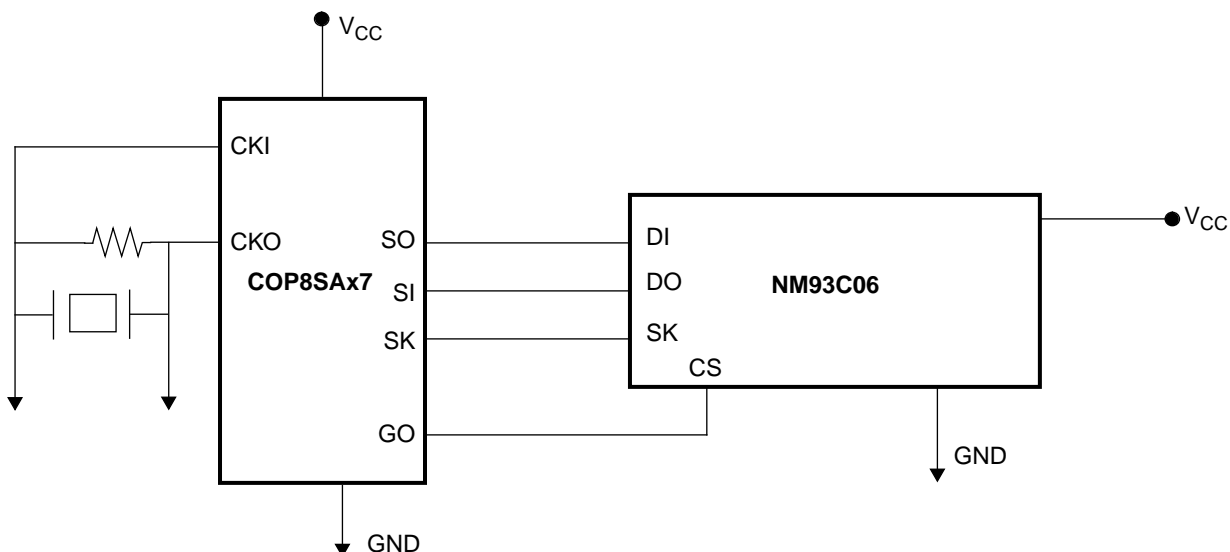 VCC
CKI
CKO
COP8SAx7
SO
SI
SK
GO
GND
DI
DO
SK
CS
NM93C06
VCC
GND